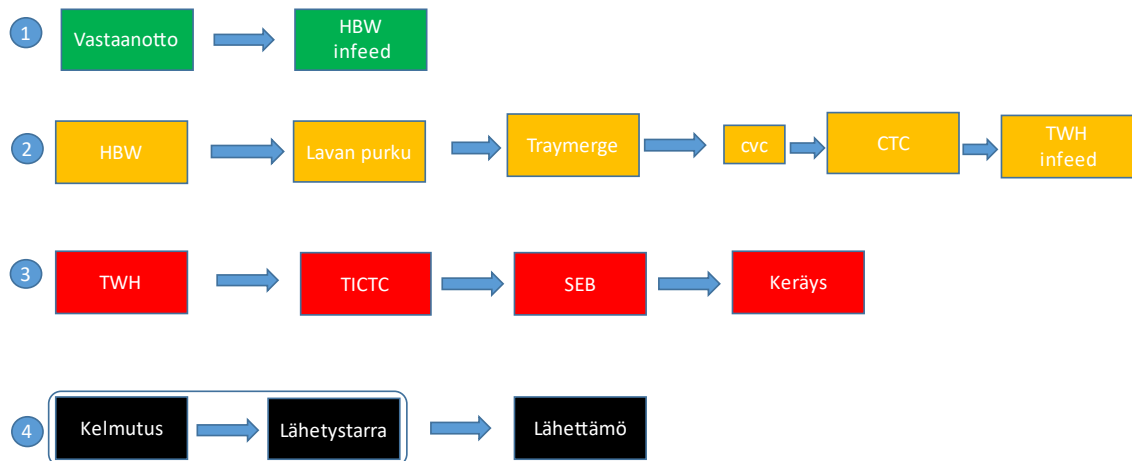 1
Vastaanotto
HBW
infeed
2
HBW
Lavan purku
Traymerge
cvc
CTC
TWH
infeed
3
TWH
TICTC
SEB
Keräys
4
Kelmutus
Lähetystarra
Lähettämö